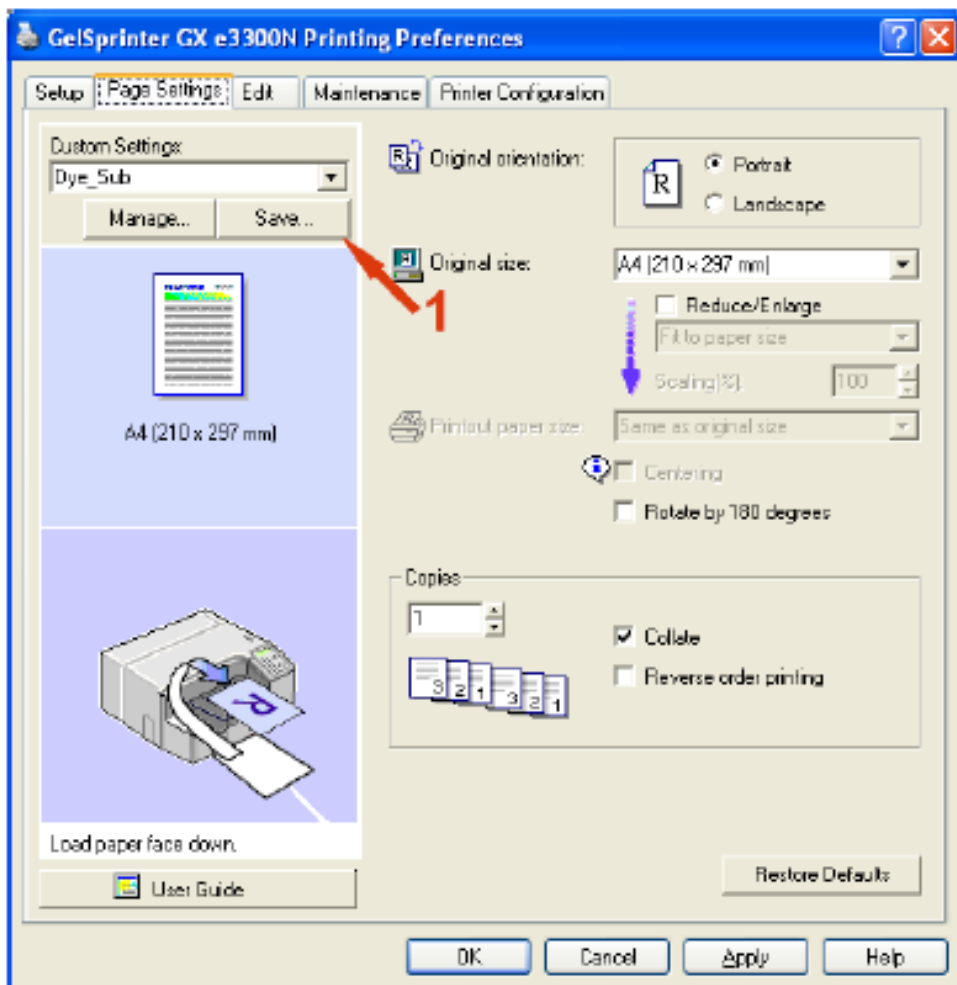 GelSprinter GX e3300N Printing Preferences
Setup Page Settings Edit Maintenance Printer Configuration
Custom Settings:
Dye_Sub
Manage... Save...
1
A4 (210 x 297 mm)
Load paper face down.
User Guide
R
Original orientation:
R
Portrait
Landscape
Original size:
A4 (210 x 297 mm)
Reduce/Enlarge
Fit to paper size
Scaling(%):
100
Printout paper size:
Same as original size
Centering
Rotate by 180 degrees
Copies
1
3 2 1 3 2 1
Collate
Reverse order printing
Restore Defaults
OK Cancel Apply Help